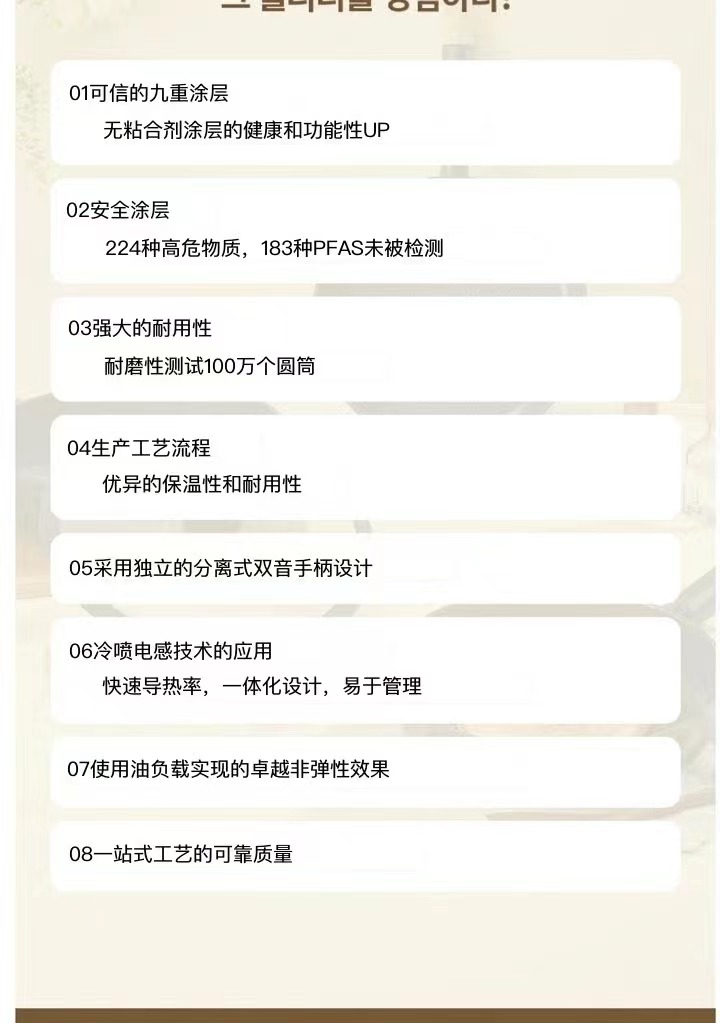 01可信的九重涂层
无粘合剂涂层的健康和功能性UP
02安全涂层
224种高危物质，183种PFAS未被检测
03强大的耐用性
耐磨性测试100万个圆筒
04生产工艺流程
优异的保温性和耐用性
05采用独立的分离式双音手柄设计
06冷喷电感技术的应用
快速导热率，一体化设计，易于管理
07使用油负载实现的卓越非弹性效果
08一站式工艺的可靠质量